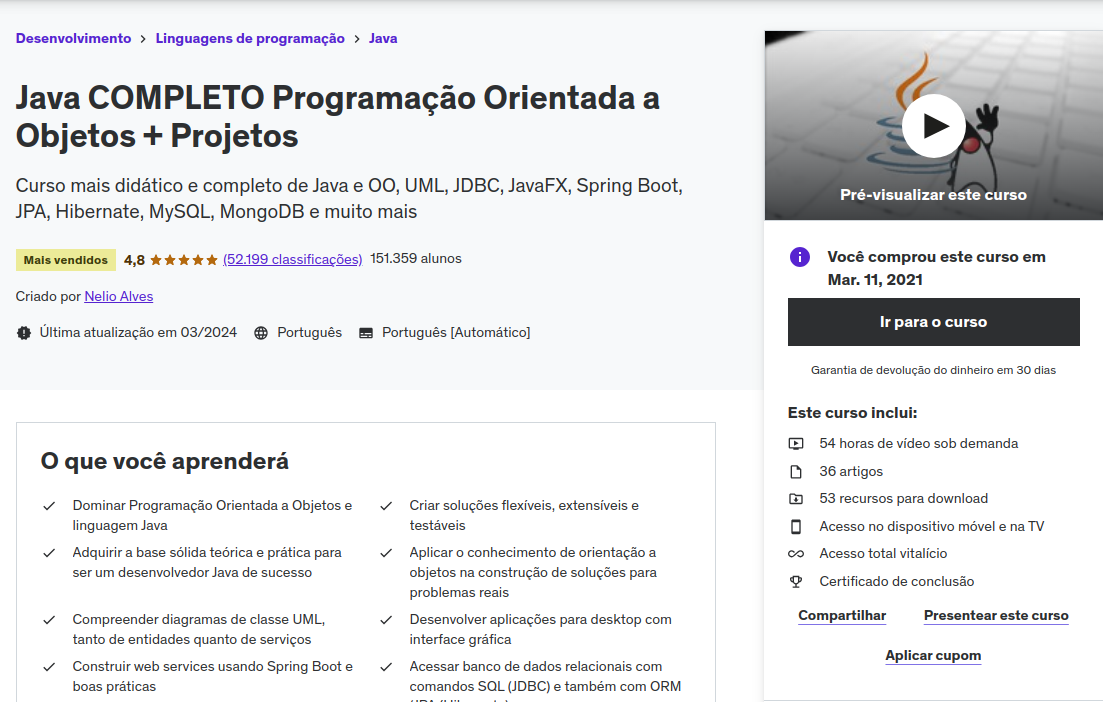 Desenvolvimento > Linguagens de programação > Java
Java COMPLETO Programação Orientada a
Objetos + Projetos
Curso mais didático e completo de Java e OO, UML, JDBC, JavaFX, Spring Boot,
JPA, Hibernate, MySQL, MongoDB e muito mais
Mais vendidos 4,8 (52.199 classificações) 151.359 alunos
Criado por Nelio Alves
Última atualização em 03/2024 Português Português [Automático]
O que você aprenderá
Dominar Programação Orientada a Objetos e
linguagem Java
Adquirir a base sólida teórica e prática para
ser um desenvolvedor Java de sucesso
Compreender diagramas de classe UML,
tanto de entidades quanto de serviços
Construir web services usando Spring Boot e
boas práticas
Criar soluções flexíveis, extensíveis e
testáveis
Aplicar o conhecimento de orientação a
objetos na construção de soluções para
problemas reais
Desenvolver aplicações para desktop com
interface gráfica
Acessar banco de dados relacionais com
comandos SQL (JDBC) e também com ORM
Pré-visualizar este curso
Você comprou este curso em
Mar. 11, 2021
Ir para o curso
Garantia de devolução do dinheiro em 30 dias
Este curso inclui:
54 horas de vídeo sob demanda
36 artigos
53 recursos para download
Acesso no dispositivo móvel e na TV
Acesso total vitalício
Certificado de conclusão
Compartilhar Presentear este curso
Aplicar cupom